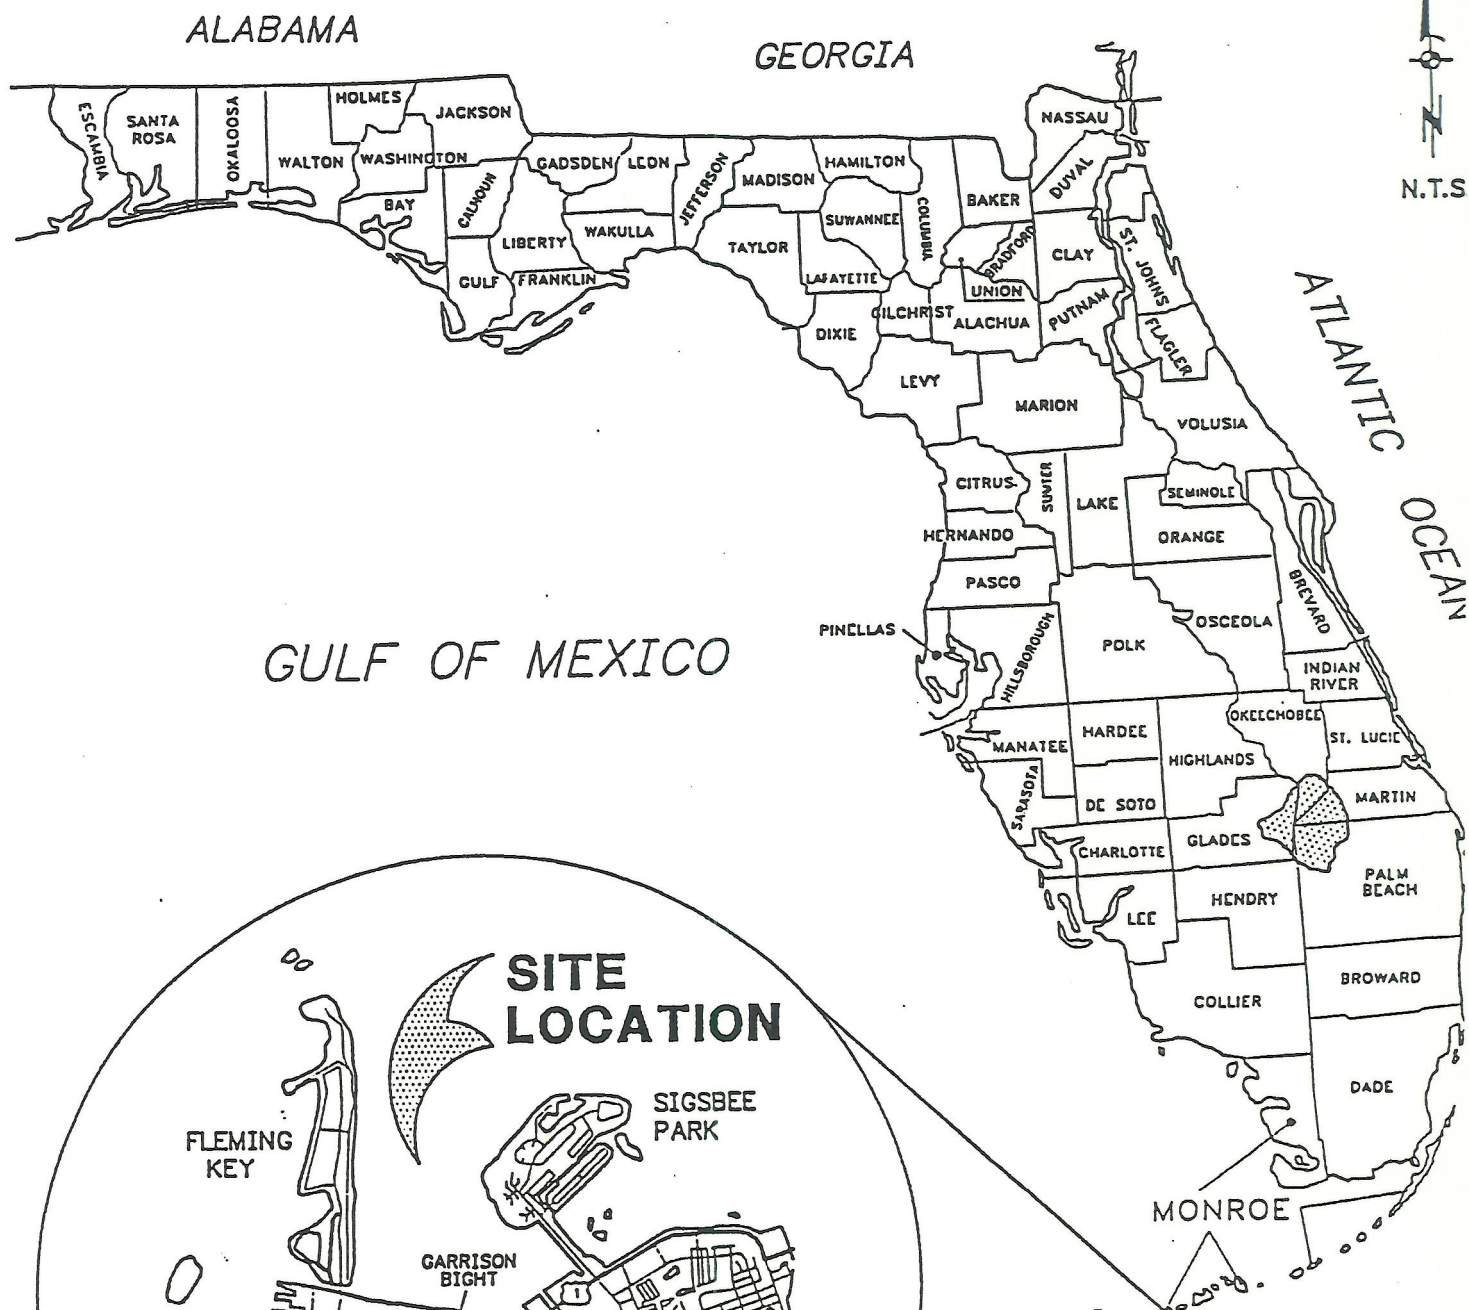 ALABAMA
GEORGIA
N.T.S
ESCAMBIA
SANTA
ROSA
OKALOOSA
WALTON
HOLMES
WASHINGTON
JACKSON
BAY
CALHOUN
GULF
GADSDEN
LEON
LIBERTY
FRANKLIN
WAKULLA
JEFFERSON
MADISON
TAYLOR
HAMILTON
SUWANNEE
LAFAYETTE
DIXIE
COLUMBIA
GILCHRIST
BAKER
NASSAU
DUVAL
BRADFORD
UNION
CLAY
ST. JOHNS
ALACHUA
PUTNAM
FLAGLER
LEVY
MARION
VOLUSIA
CITRUS
SUMTER
LAKE
SEMINOLE
ORANGE
HERNANDO
PASCO
PINELLAS
HILLSBOROUGH
POLK
OSCEOLA
BREVARD
INDIAN
RIVER
MANATEE
HARDEE
HIGHLANDS
OKEECHOBEE
ST. LUCIE
SARASOTA
DE SOTO
MARTIN
CHARLOTTE
GLADES
LEE
HENDRY
PALM
BEACH
COLLIER
BROWARD
DADE
MONROE
ATLANTIC OCEAN
GULF OF MEXICO
SITE
LOCATION
FLEMING
KEY
SIGSBEE
PARK
GARRISON
BIGHT
1